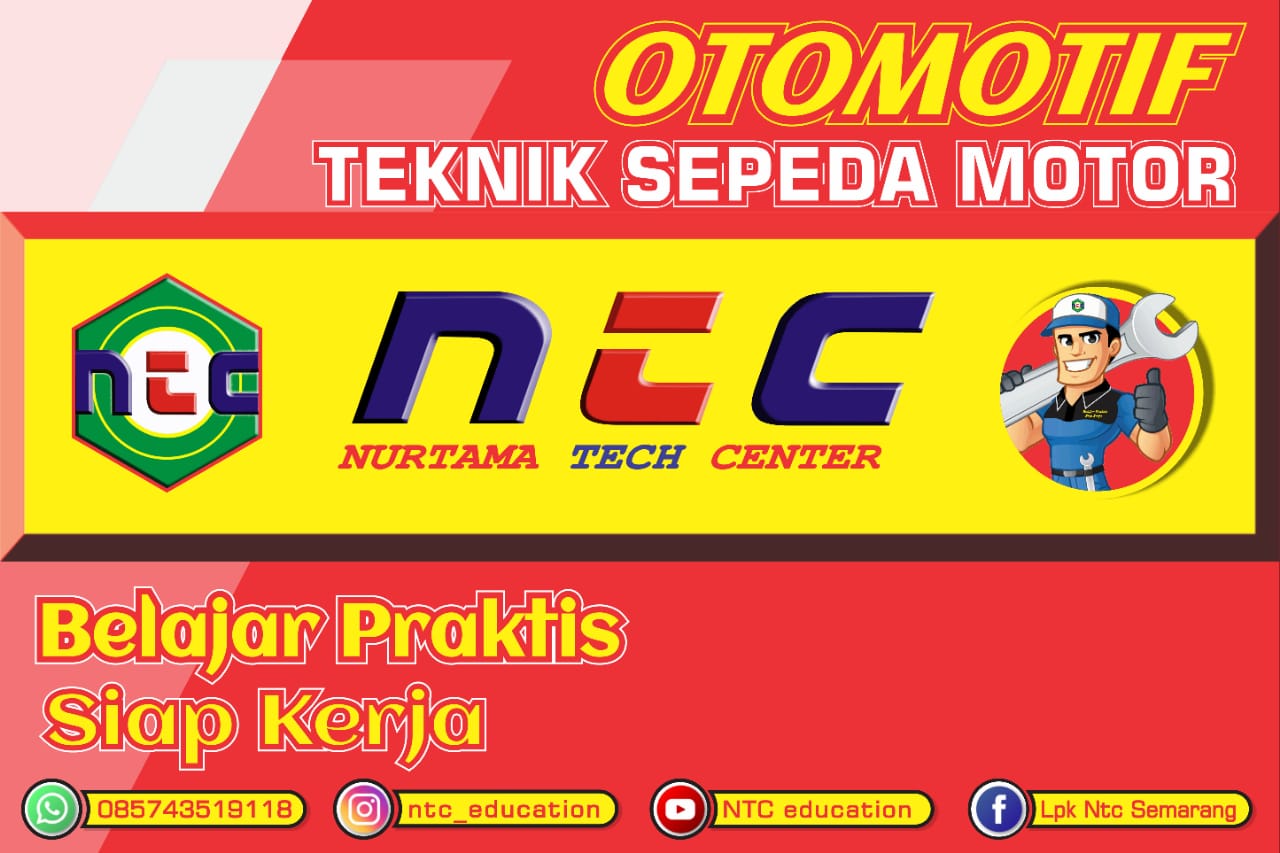 OTOMOTIF
TEKNIK SEPEDA MOTOR
ntc
ntc
NURTAMA TECH CENTER
Belajar Praktis
Siap Kerja
085743519118
ntc_education
NTC education
Lpk Ntc Semarang